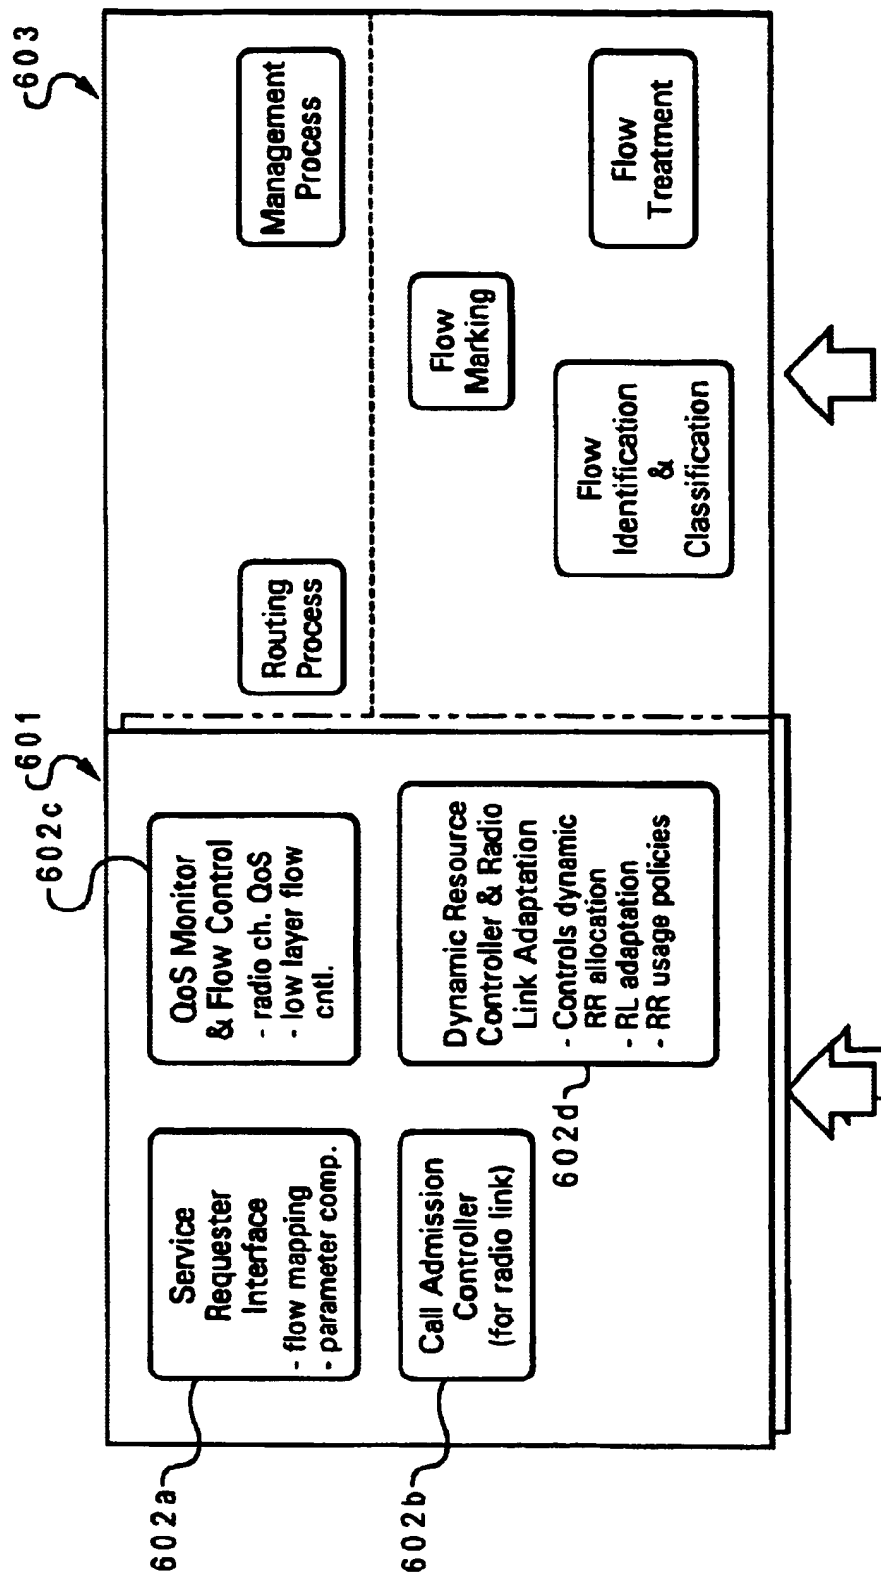 602a
Service
Requester
Interface
- flow mapping
- parameter comp.
602b
Call Admission
Controller
(for radio link)
602c
QoS Monitor
& Flow Control
- radio ch. QoS
- low layer flow
cntl.
602d
Dynamic Resource
Controller & Radio
Link Adaptation
- Controls dynamic
RR allocation
- RL adaptation
- RR usage policies
601
Routing
Process
Management
Process
603
Flow
Marking
Flow
Identification
&
Classification
Flow
Treatment